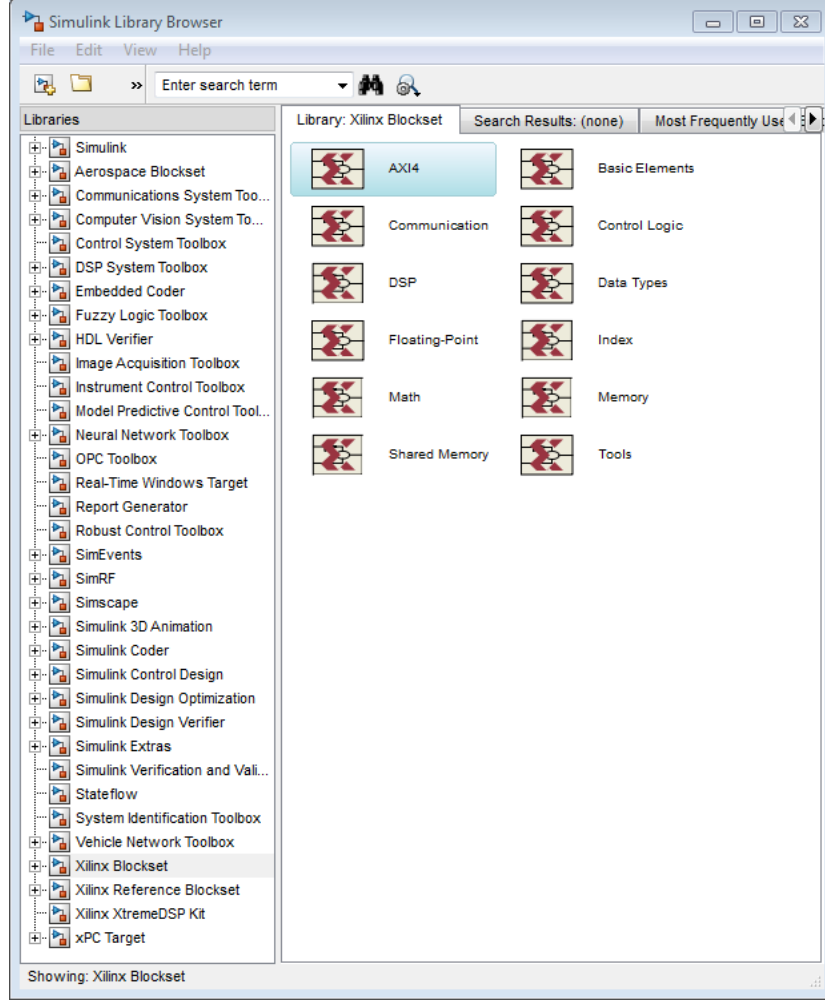 Simulink Library Browser
File Edit View Help
» Enter search term
Libraries
Library: Xilinx Blockset Search Results: (none) Most Frequently Use
Simulink
Aerospace Blockset
Communications System Too...
Computer Vision System To...
Control System Toolbox
DSP System Toolbox
Embedded Coder
Fuzzy Logic Toolbox
HDL Verifier
Image Acquisition Toolbox
Instrument Control Toolbox
Model Predictive Control Tool...
Neural Network Toolbox
OPC Toolbox
Real-Time Windows Target
Report Generator
Robust Control Toolbox
SimEvents
SimRF
Simscape
Simulink 3D Animation
Simulink Coder
Simulink Control Design
Simulink Design Optimization
Simulink Design Verifier
Simulink Extras
Simulink Verification and Vali...
Stateflow
System Identification Toolbox
Vehicle Network Toolbox
Xilinx Blockset
Xilinx Reference Blockset
Xilinx XtremeDSP Kit
xPC Target
AXI4 Basic Elements
Communication Control Logic
DSP Data Types
Floating-Point Index
Math Memory
Shared Memory Tools
Showing: Xilinx Blockset